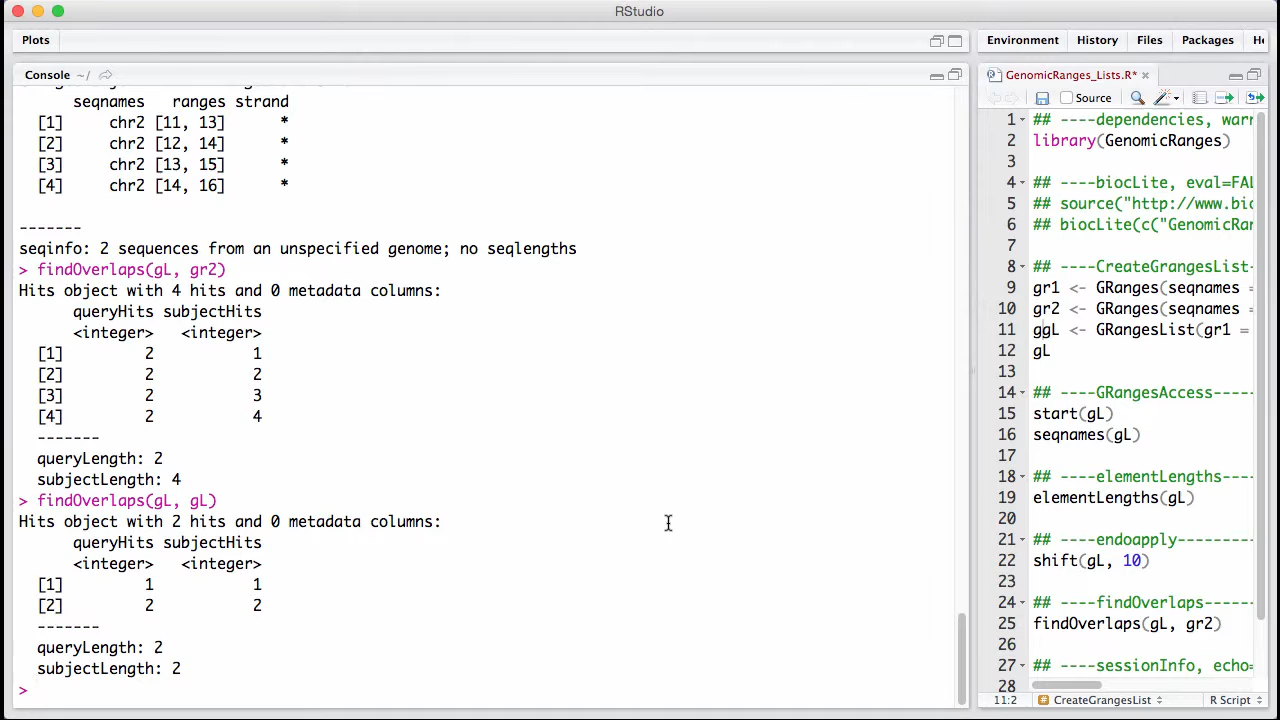 RStudio
Plots
Console ~/
seqnames ranges strand
[1] chr2 [11, 13] *
[2] chr2 [12, 14] *
[3] chr2 [13, 15] *
[4] chr2 [14, 16] *
-------
seqinfo: 2 sequences from an unspecified genome; no seqlengths
> findOverlaps(gL, gr2)
Hits object with 4 hits and 0 metadata columns:
queryHits subjectHits
<integer> <integer>
[1] 2 1
[2] 2 2
[3] 2 3
[4] 2 4
-------
queryLength: 2
subjectLength: 4
> findOverlaps(gL, gL)
Hits object with 2 hits and 0 metadata columns:
queryHits subjectHits
<integer> <integer>
[1] 1 1
[2] 2 2
-------
queryLength: 2
subjectLength: 2
>
Environment History Files Packages He
GenomicRanges_Lists.R*
Source
1 ## ----dependencies, warr
2 library(GenomicRanges)
3
4 ## ----biocLite, eval=FAL
5 ## source("http://www.bio
6 ## biocLite(c("GenomicRar
7
8 ## ----CreateGrangesList-
9 gr1 <- GRanges(seqnames =
10 gr2 <- GRanges(seqnames =
11 ggL <- GRangesList(gr1 =
12 gL
13
14 ## ----GRangesAccess-----
15 start(gL)
16 seqnames(gL)
17
18 ## ----elementLengths----
19 elementLengths(gL)
20
21 ## ----endoapply---------
22 shift(gL, 10)
23
24 ## ----findOverlaps------
25 findOverlaps(gL, gr2)
26
27 ## ----sessionInfo, echo=
28
11:2 CreateGrangesList R Script